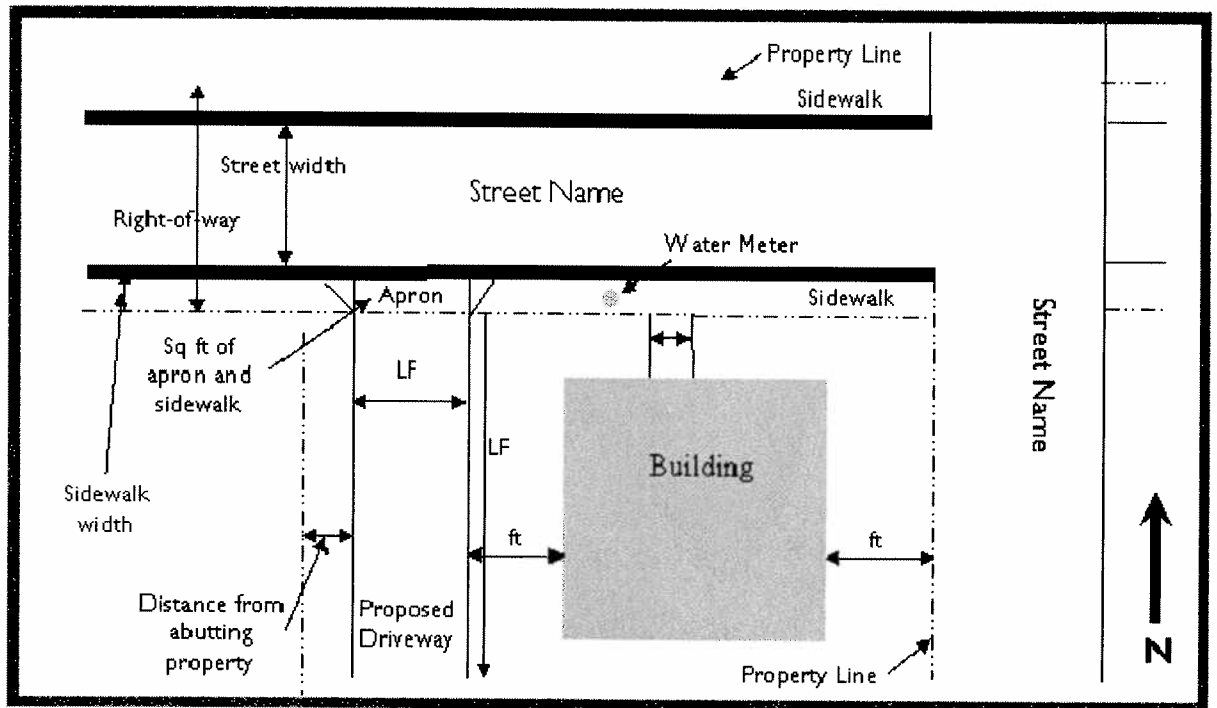 Property Line
Sidewalk
Street width
Street Name
Right-of-way
Water Meter
Apron
Sidewalk
Sq ft of
apron and
sidewalk
LF
LF
Street Name
Building
Sidewalk
width
ft
ft
Distance from
abutting
property
Proposed
Driveway
Property Line
N